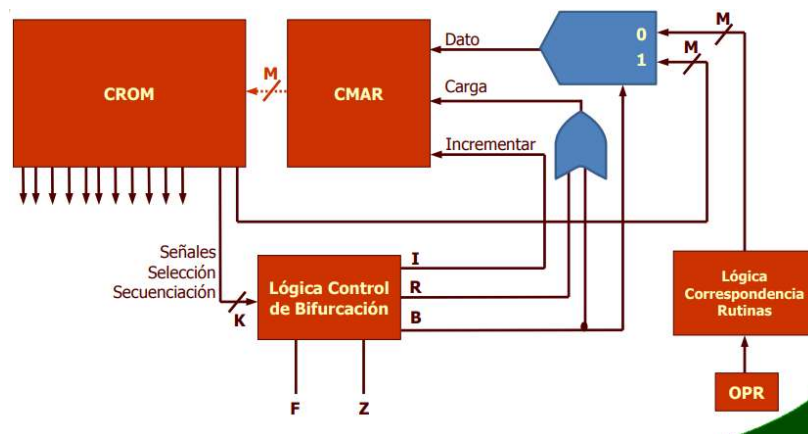 M
Dato
0
M
1
M
CROM
CMAR
Carga
Incrementar
Señales
Selección
Secuenciación
K
Lógica Control
de Bifurcación
I
R
B
Lógica
Correspondencia
Rutinas
F
Z
OPR